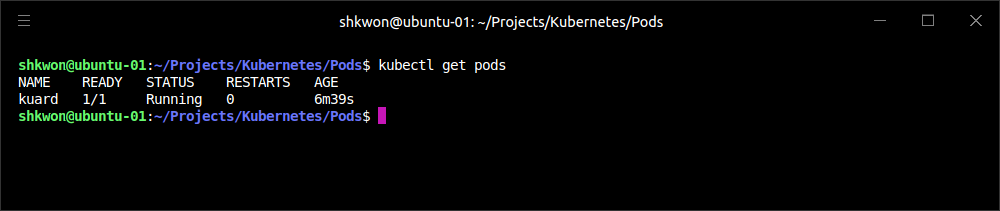 shkwon@ubuntu-01: ~/Projects/Kubernetes/Pods
shkwon@ubuntu-01:~/Projects/Kubernetes/Pods$ kubectl get pods
NAME    READY   STATUS    RESTARTS   AGE
kuard   1/1     Running   0          6m39s
shkwon@ubuntu-01:~/Projects/Kubernetes/Pods$